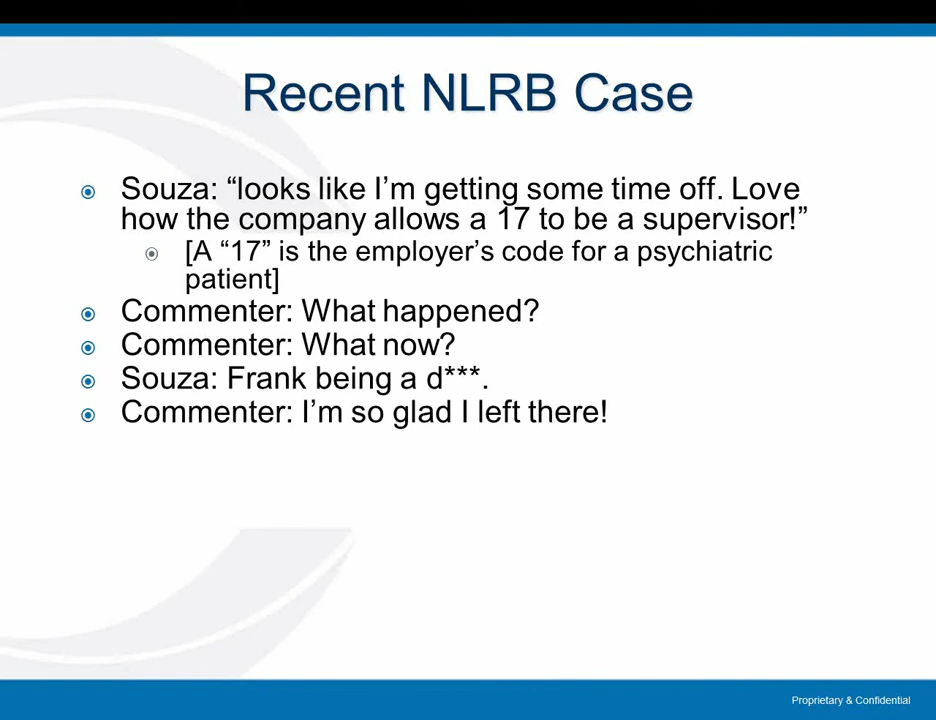 Recent NLRB Case
Souza: “looks like I’m getting some time off. Love
how the company allows a 17 to be a supervisor!”
[A “17” is the employer’s code for a psychiatric
patient]
Commenter: What happened?
Commenter: What now?
Souza: Frank being a d***.
Commenter: I’m so glad I left there!
Proprietary & Confidential